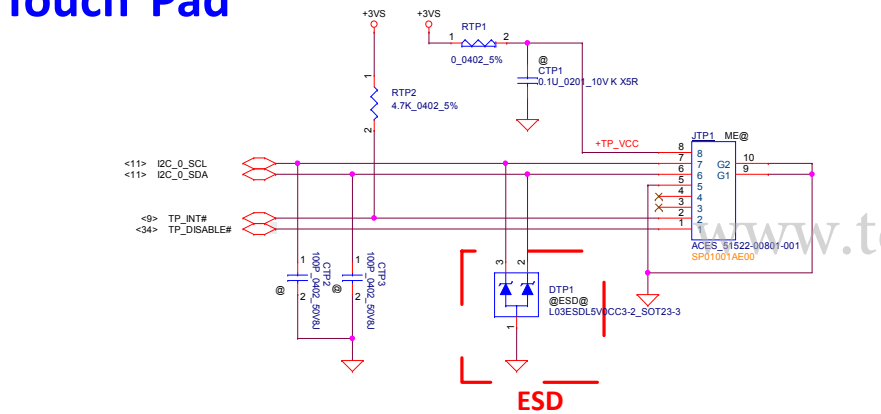 Touch Pad
+3VS
+3VS
RTP1
1
2
0_0402_5%
@
CTP1
0.1U_0201_10V K X5R
1
RTP2
4.7K_0402_5%
2
JTP1 ME@
+TP_VCC
8
7
6
5
4
3
2
1
8
7
6
5
4
3
2
1
G2
G1
10
9
ACES_51522-00801-001
SP01001AE00
<11> I2C_0_SCL
<11> I2C_0_SDA
<9> TP_INT#
<34> TP_DISABLE#
1
2
@
CTP2
100P_0402_50V8J
1
2
@
CTP3
100P_0402_50V8J
3
2
1
DTP1
@ESD@
L03ESDL5V0CC3-2_SOT23-3
ESD